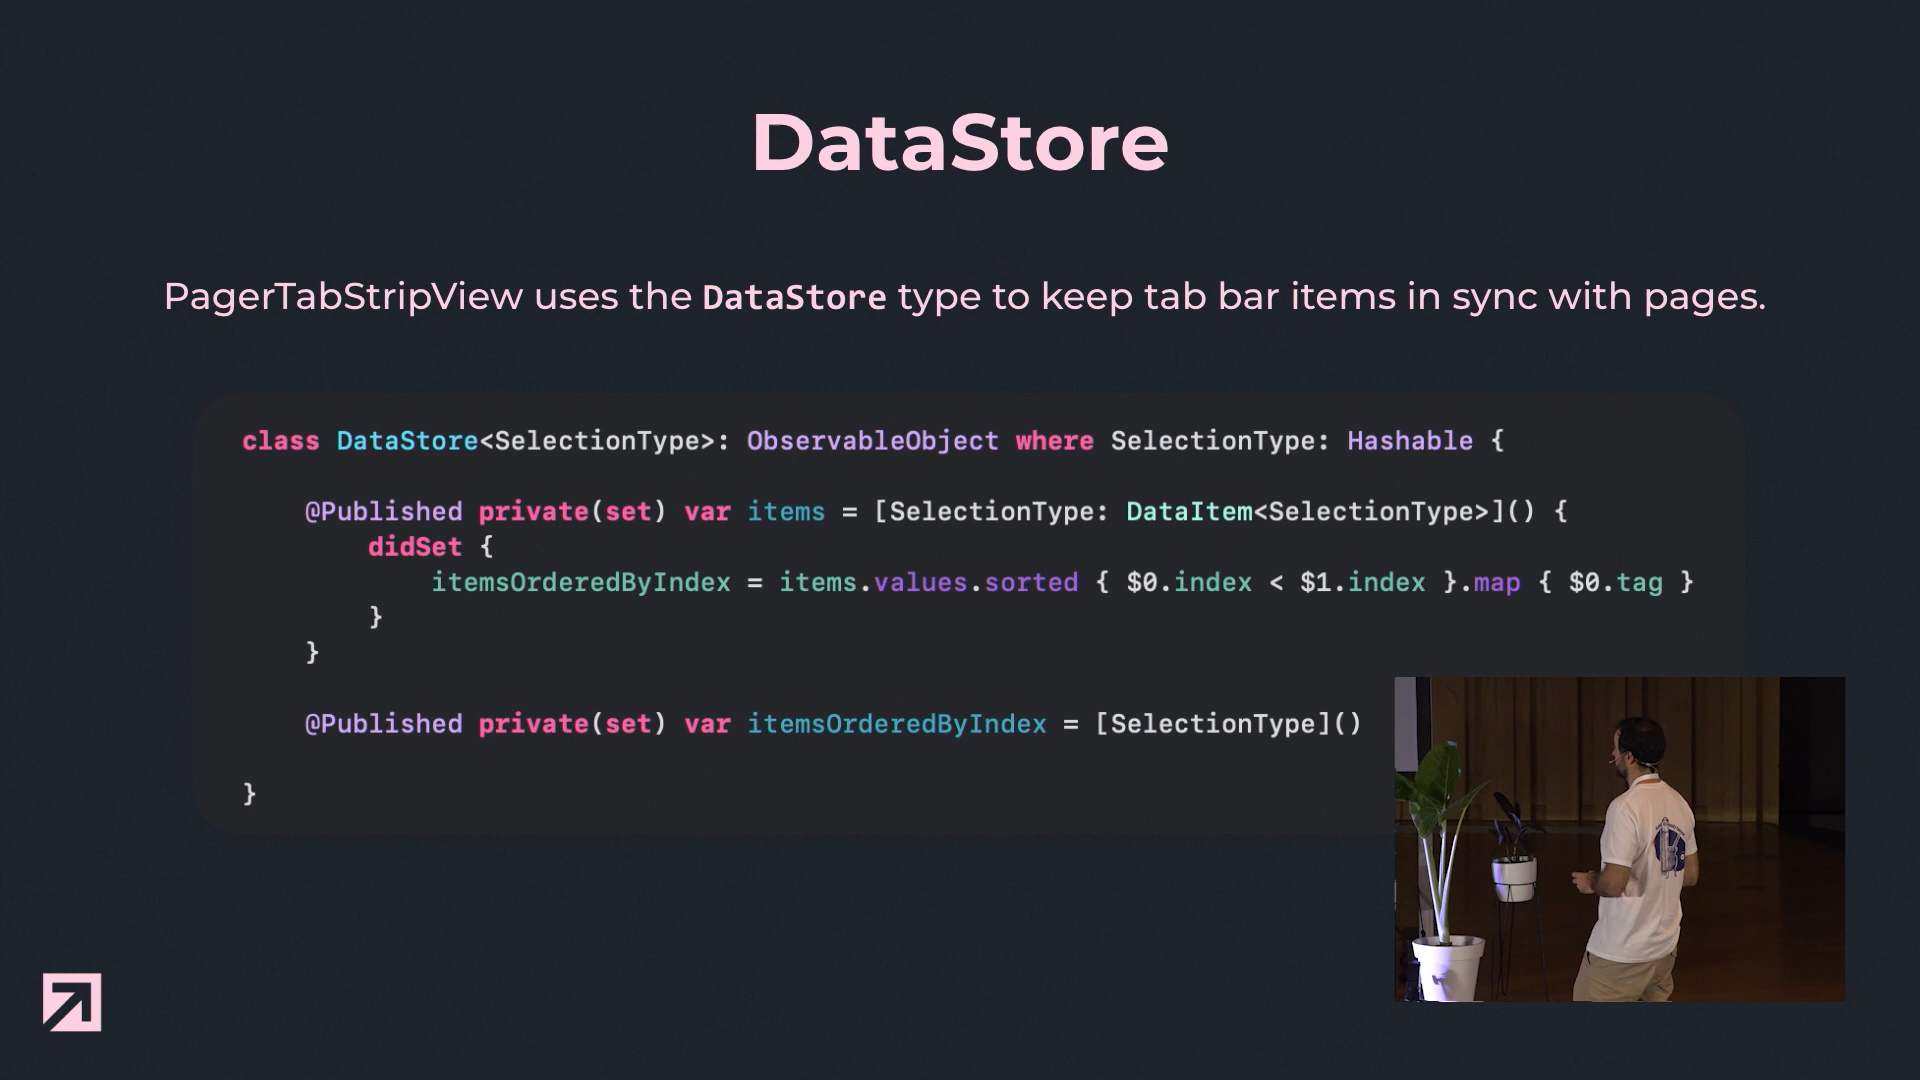 DataStore
PagerTabStripView uses the DataStore type to keep tab bar items in sync with pages.
class DataStore<SelectionType>: ObservableObject where SelectionType: Hashable {
@Published private(set) var items = [SelectionType: DataItem<SelectionType>]() {
didSet {
itemsOrderedByIndex = items.values.sorted { $0.index < $1.index }.map { $0.tag }
}
}
@Published private(set) var itemsOrderedByIndex = [SelectionType]()
}